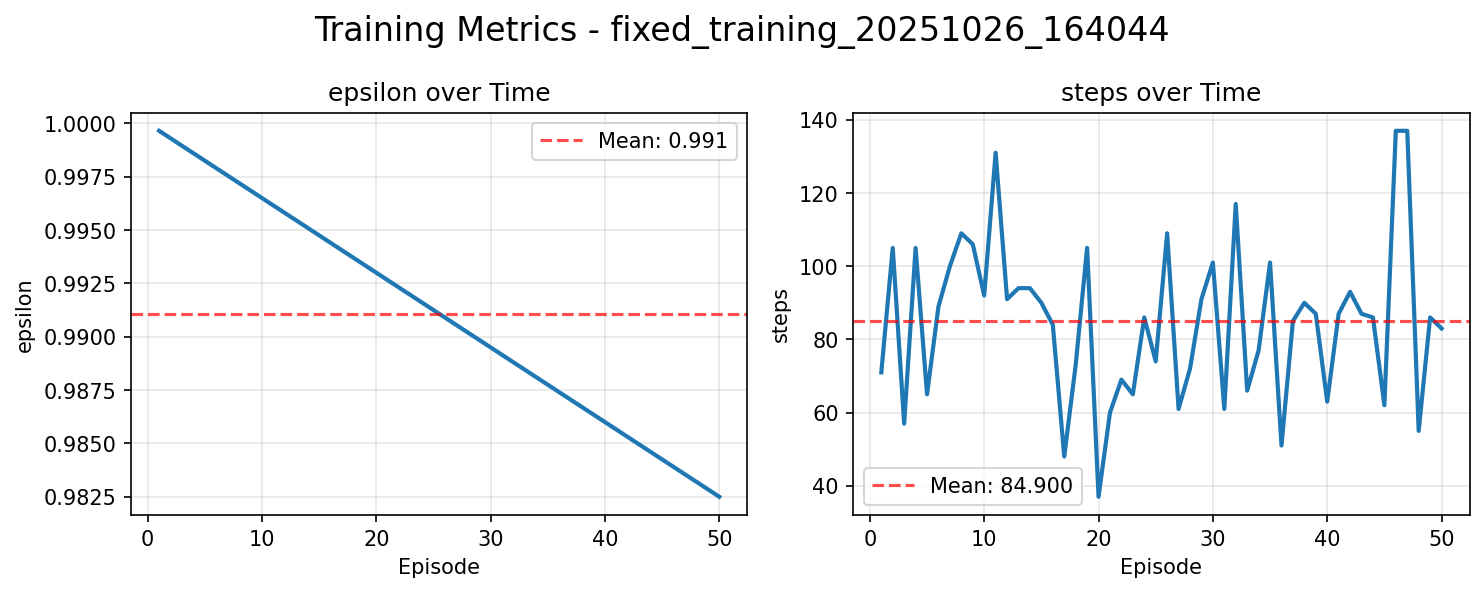 Training Metrics - fixed_training_20251026_164044
epsilon over Time
1.0000
0.9975
0.9950
0.9925
0.9900
0.9875
0.9850
0.9825
epsilon
Mean: 0.991
0 10 20 30 40 50
Episode
steps over Time
140
120
100
80
60
40
steps
Mean: 84.900
0 10 20 30 40 50
Episode